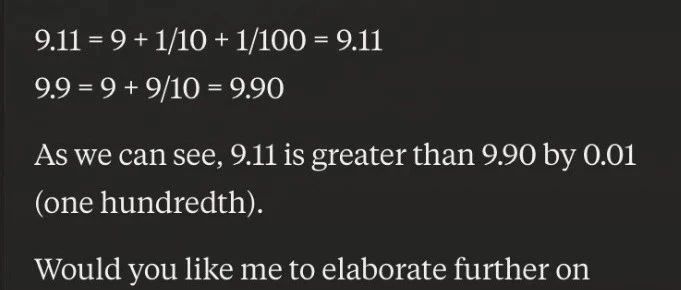 9.11 = 9 + 1/10 + 1/100 = 9.11
9.9 = 9 + 9/10 = 9.90
As we can see, 9.11 is greater than 9.90 by 0.01
(one hundredth).
Would you like me to elaborate further on